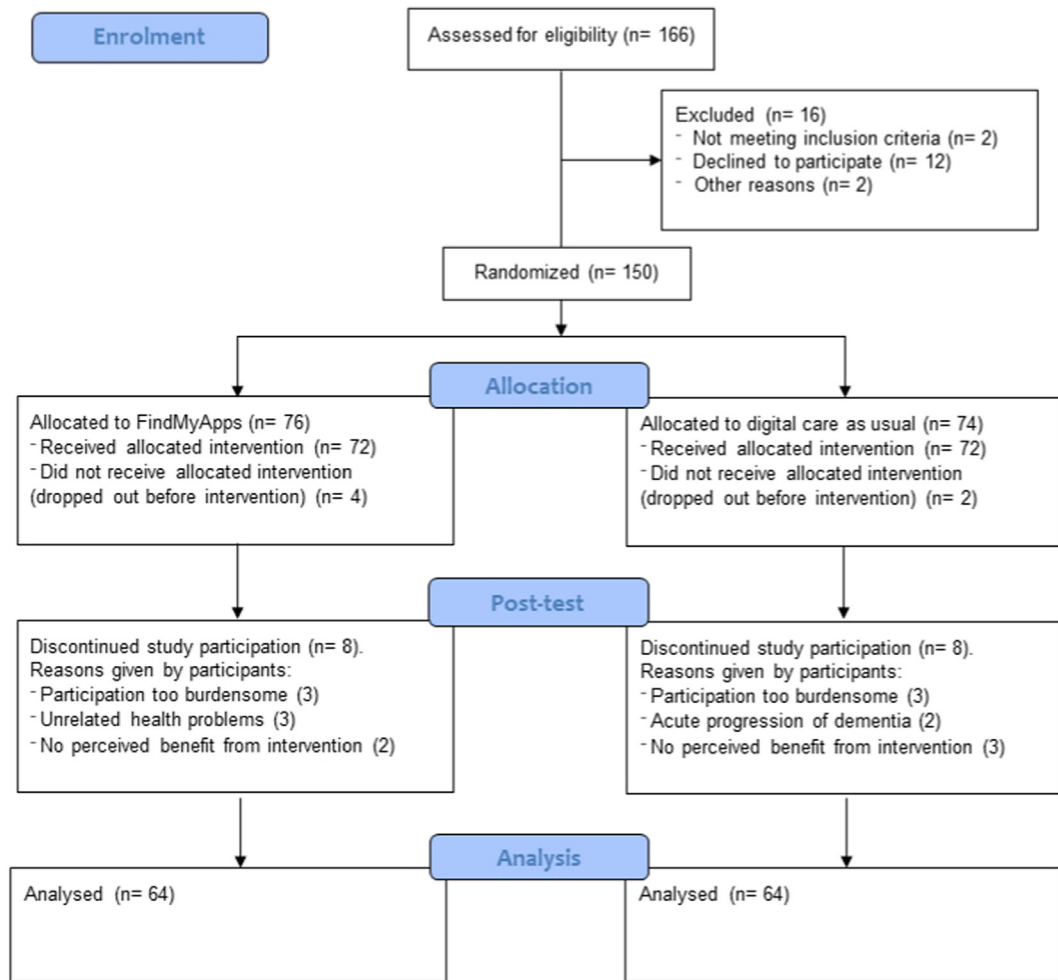 Enrolment
Assessed for eligibility (n= 166)
Excluded (n= 16)
- Not meeting inclusion criteria (n= 2)
- Declined to participate (n= 12)
- Other reasons (n= 2)
Randomized (n= 150)
Allocation
Allocated to FindMyApps (n= 76)
- Received allocated intervention (n= 72)
- Did not receive allocated intervention
(dropped out before intervention) (n= 4)
Allocated to digital care as usual (n= 74)
- Received allocated intervention (n= 72)
- Did not receive allocated intervention
(dropped out before intervention) (n= 2)
Post-test
Discontinued study participation (n= 8).
Reasons given by participants:
- Participation too burdensome (3)
- Unrelated health problems (3)
- No perceived benefit from intervention (2)
Discontinued study participation (n= 8).
Reasons given by participants:
- Participation too burdensome (3)
- Acute progression of dementia (2)
- No perceived benefit from intervention (3)
Analysis
Analysed (n= 64)
Analysed (n= 64)